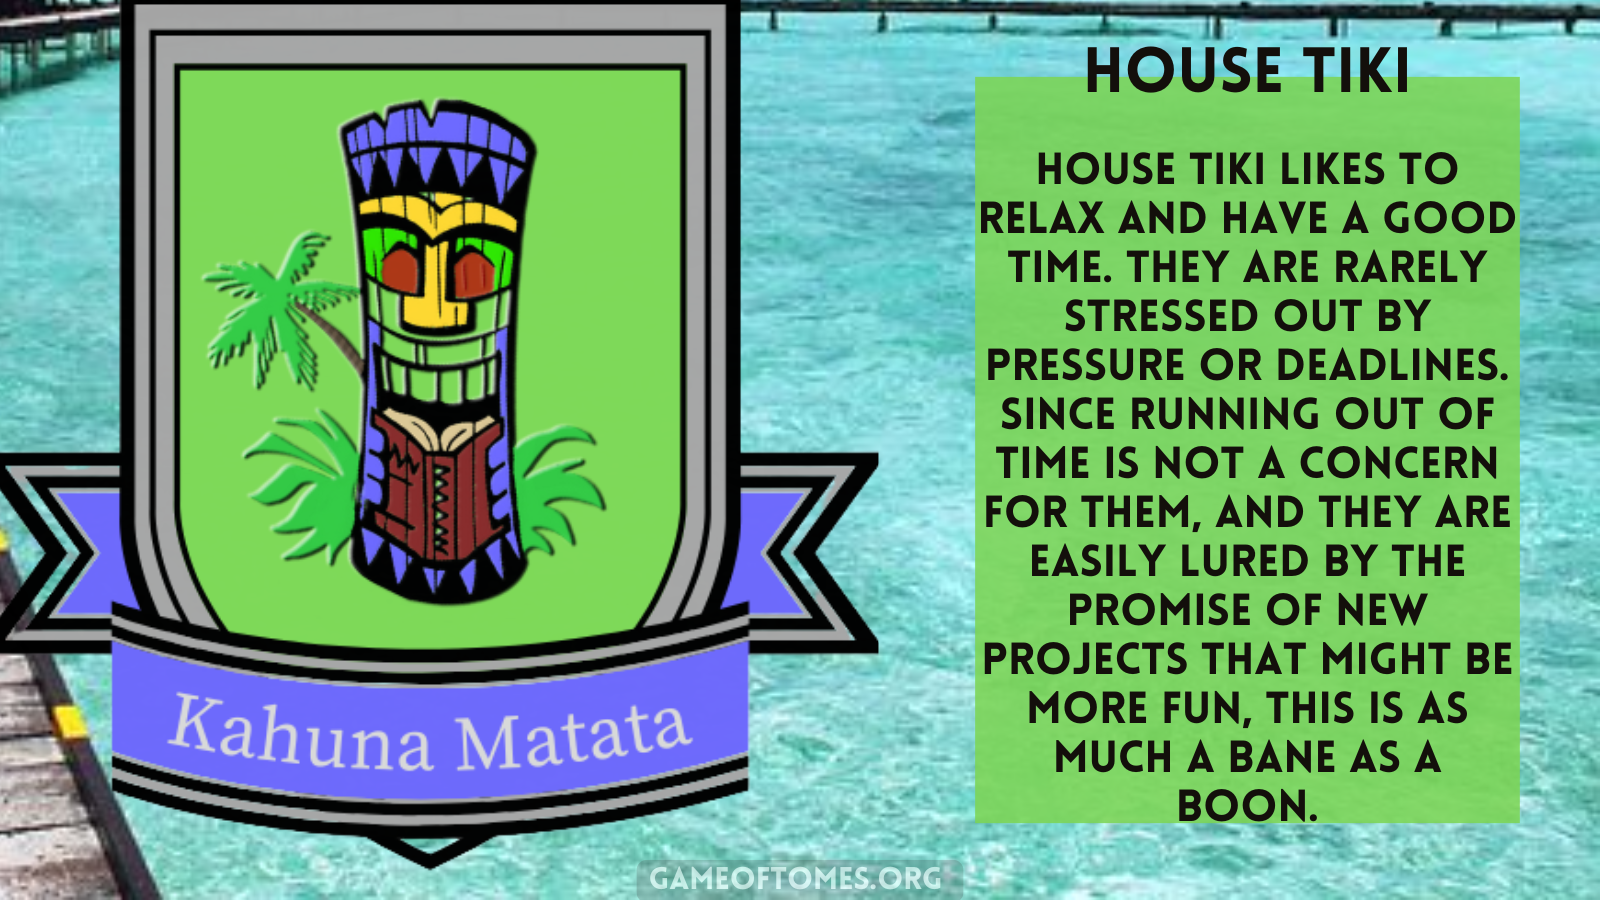 HOUSE TIKI
HOUSE TIKI LIKES TO
RELAX AND HAVE A GOOD
TIME. THEY ARE RARELY
STRESSED OUT BY
PRESSURE OR DEADLINES.
SINCE RUNNING OUT OF
TIME IS NOT A CONCERN
FOR THEM, AND THEY ARE
EASILY LURED BY THE
PROMISE OF NEW
PROJECTS THAT MIGHT BE
MORE FUN, THIS IS AS
MUCH A BANE AS A
BOON.
Kahuna Matata
GAMEOFTOMES.ORG